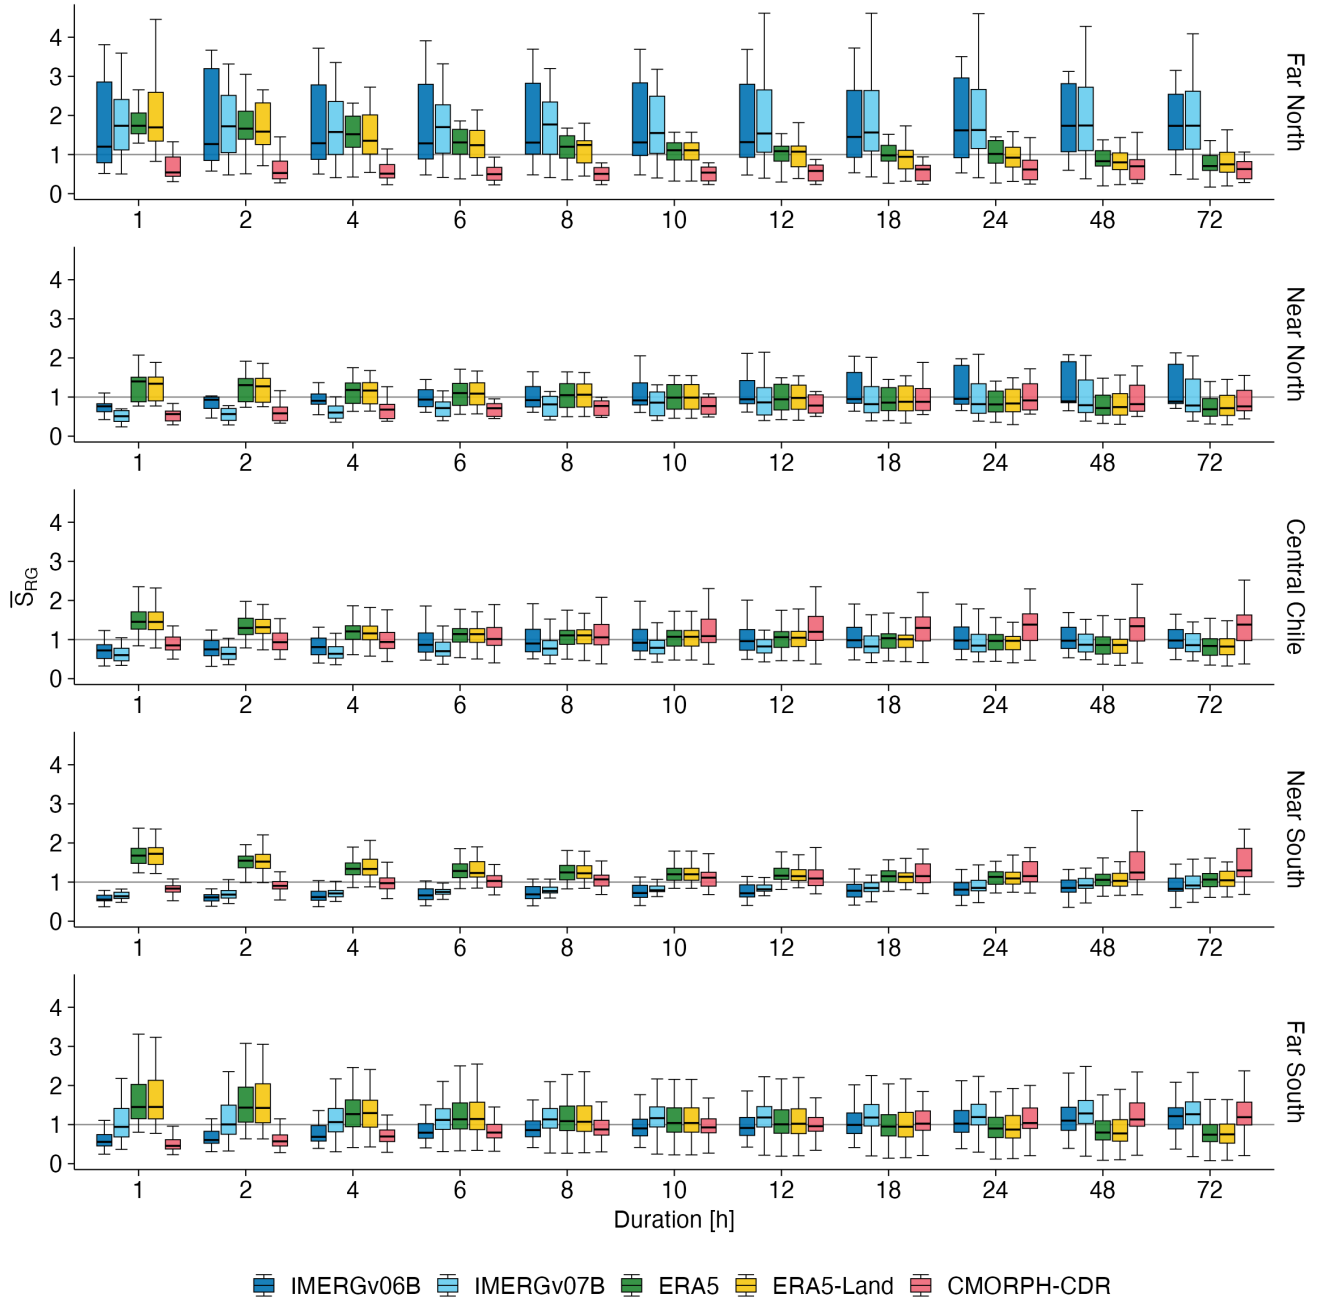 4
3
2
1
0
1 2 4 6 8 10 12 18 24 48 72
Far North
4
3
2
1
0
1 2 4 6 8 10 12 18 24 48 72
Near North
4
3
2
1
0
1 2 4 6 8 10 12 18 24 48 72
Central Chile
S̅RG
4
3
2
1
0
1 2 4 6 8 10 12 18 24 48 72
Near South
4
3
2
1
0
1 2 4 6 8 10 12 18 24 48 72
Far South
Duration [h]
IMERGv06B IMERGv07B ERA5 ERA5-Land CMORPH-CDR